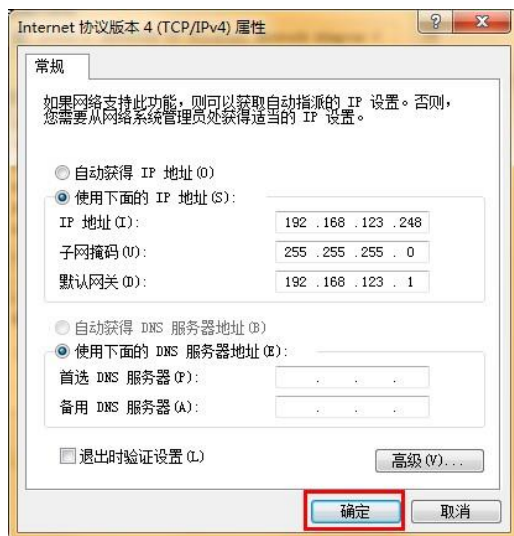 Internet 协议版本 4 (TCP/IPv4) 属性
常规
如果网络支持此功能，则可以获取自动指派的 IP 设置。否则，
您需要从网络系统管理员处获得适当的 IP 设置。
自动获得 IP 地址(O)
使用下面的 IP 地址(S):
IP 地址(I): 192 . 168 . 123 . 248
子网掩码(U): 255 . 255 . 255 . 0
默认网关(D): 192 . 168 . 123 . 1
自动获得 DNS 服务器地址(B)
使用下面的 DNS 服务器地址(E):
首选 DNS 服务器(P): . . .
备用 DNS 服务器(A): . . .
退出时验证设置(L)
高级(V)...
确定 取消